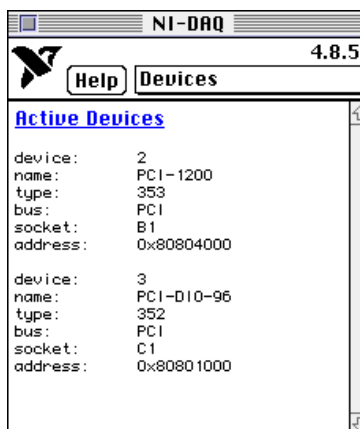 NI-DAQ
4.8.5
Help Devices
Active Devices
device: 2
name: PCI-1200
type: 353
bus: PCI
socket: B1
address: 0x80804000
device: 3
name: PCI-DIO-96
type: 352
bus: PCI
socket: C1
address: 0x80801000